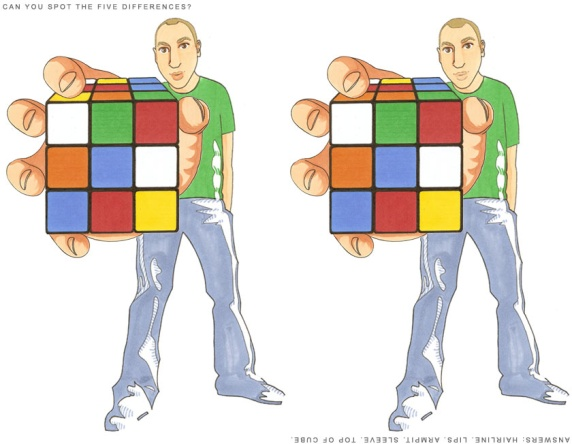 CAN YOU SPOT THE FIVE DIFFERENCES?
ANSWERS: HAIRLINE. LIPS. ARMPIT. SLEEVE. TOP OF CUBE.